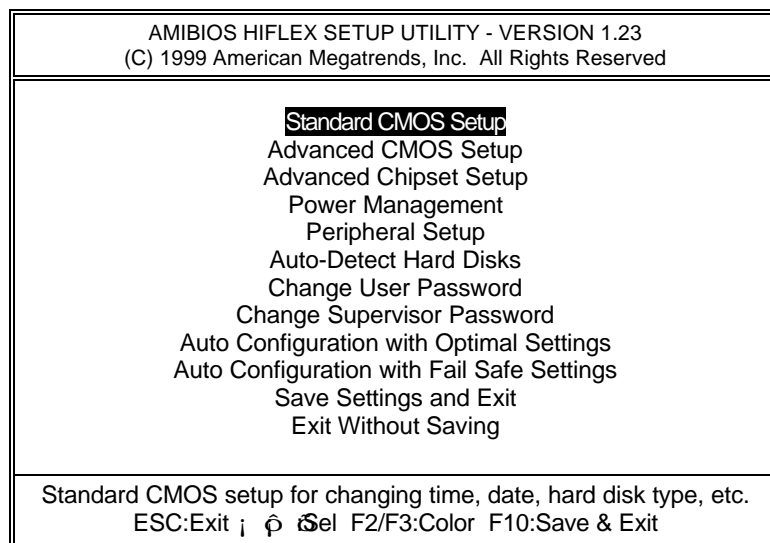 AMIBIOS HIFLEX SETUP UTILITY - VERSION 1.23
(C) 1999 American Megatrends, Inc. All Rights Reserved
Standard CMOS Setup
Advanced CMOS Setup
Advanced Chipset Setup
Power Management
Peripheral Setup
Auto-Detect Hard Disks
Change User Password
Change Supervisor Password
Auto Configuration with Optimal Settings
Auto Configuration with Fail Safe Settings
Save Settings and Exit
Exit Without Saving
Standard CMOS setup for changing time, date, hard disk type, etc.
ESC:Exit Sel F2/F3:Color F10:Save & Exit